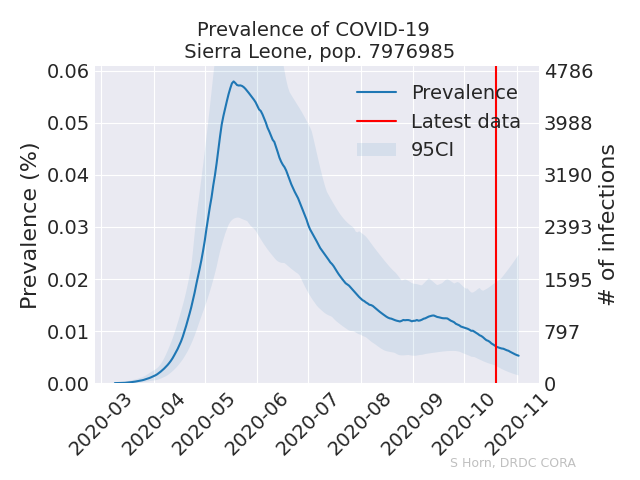 Prevalence of COVID-19
Sierra Leone, pop. 7976985
Prevalence (%)
0.06
0.05
0.04
0.03
0.02
0.01
0.00
Prevalence
Latest data
95CI
4786
3988
3190
2393
1595
797
0
# of infections
2020-03
2020-04
2020-05
2020-06
2020-07
2020-08
2020-09
2020-10
2020-11
S Horn, DRDC CORA